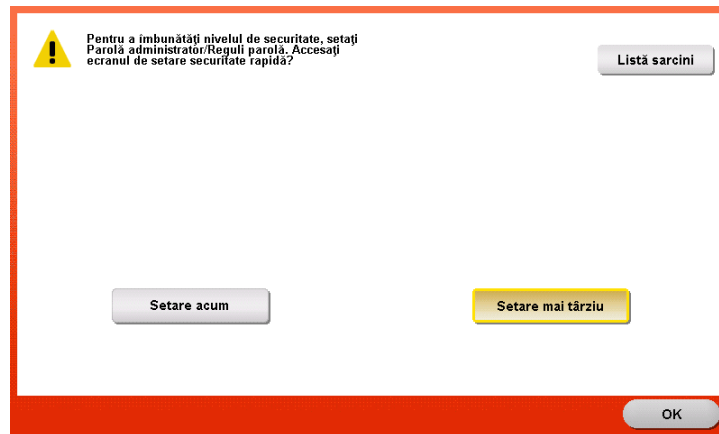 Pentru a îmbunătăţi nivelul de securitate, setaţi
Parolă administrator/Reguli parolă. Accesaţi
ecranul de setare securitate rapidă?
Listă sarcini
Setare acum
Setare mai târziu
OK